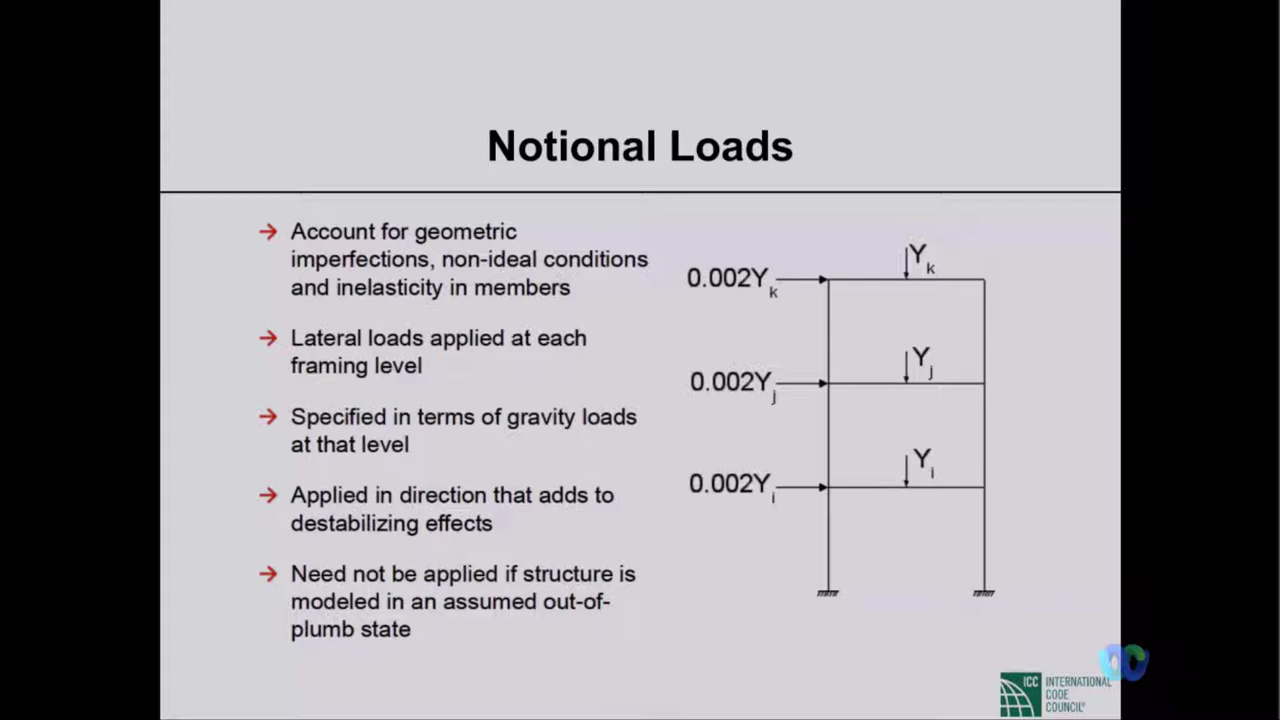 Notional Loads
→ Account for geometric
imperfections, non-ideal conditions
and inelasticity in members
→ Lateral loads applied at each
framing level
→ Specified in terms of gravity loads
at that level
→ Applied in direction that adds to
destabilizing effects
→ Need not be applied if structure is
modeled in an assumed out-of-
plumb state
Yk
0.002Yk
Yj
0.002Yj
Yi
0.002Yi
ICC INTERNATIONAL
CODE
COUNCIL®